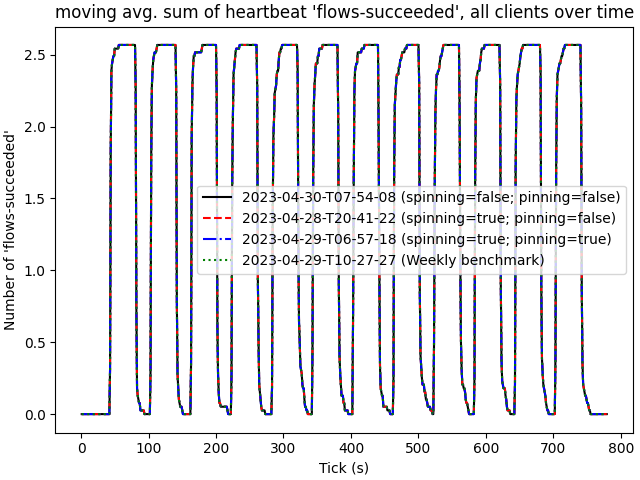 moving avg. sum of heartbeat 'flows-succeeded', all clients over time
Number of 'flows-succeeded'
2.5
2.0
1.5
1.0
0.5
0.0
2023-04-30-T07-54-08 (spinning=false; pinning=false)
2023-04-28-T20-41-22 (spinning=true; pinning=false)
2023-04-29-T06-57-18 (spinning=true; pinning=true)
2023-04-29-T10-27-27 (Weekly benchmark)
0 100 200 300 400 500 600 700 800
Tick (s)